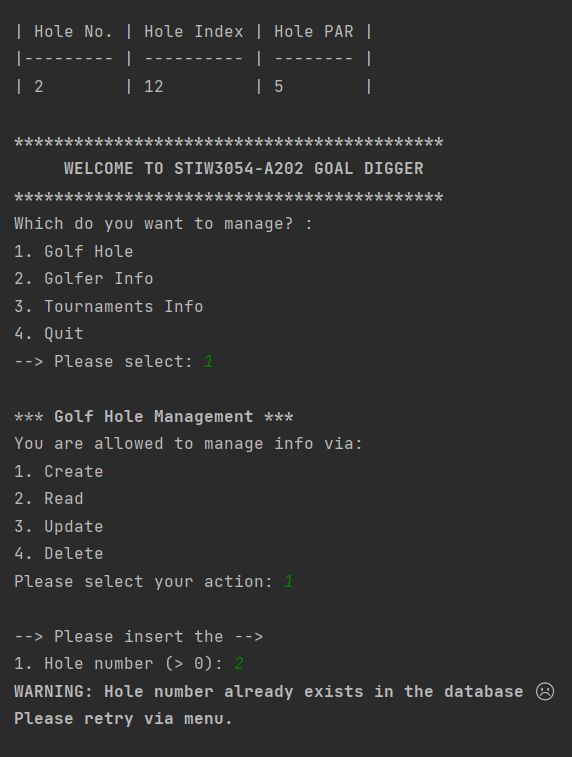 | Hole No. | Hole Index | Hole PAR |
|--------- | ---------- | -------- |
| 2        | 12         | 5        |
*******************************************
WELCOME TO STIW3054-A202 GOAL DIGGER
*******************************************
Which do you want to manage? :
1. Golf Hole
2. Golfer Info
3. Tournaments Info
4. Quit
--> Please select: 1
*** Golf Hole Management ***
You are allowed to manage info via:
1. Create
2. Read
3. Update
4. Delete
Please select your action: 1
--> Please insert the -->
1. Hole number (> 0): 2
WARNING: Hole number already exists in the database ☹
Please retry via menu.